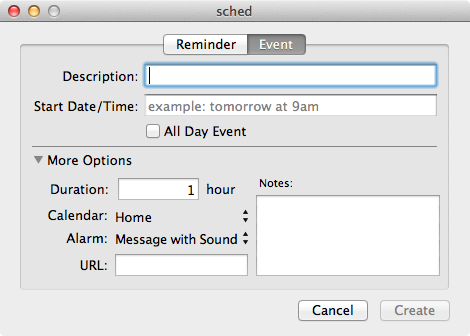 sched
Reminder Event
Description:
Start Date/Time: example: tomorrow at 9am
All Day Event
More Options
Duration: 1 hour
Notes:
Calendar: Home
Alarm: Message with Sound
URL:
Cancel Create